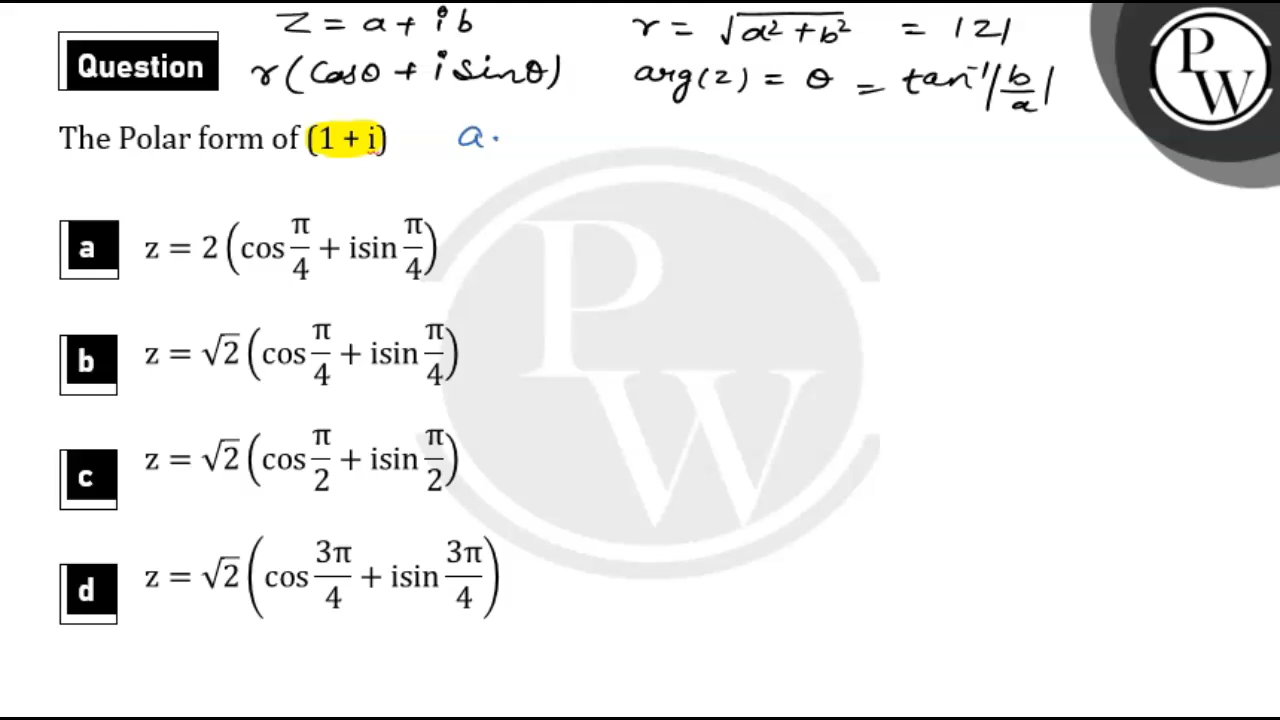 z = a + i b
r = √a² + b² = |z|
Question
r (cosθ + i sinθ)
arg(z) = θ = tan⁻¹|b/a|
PW
The Polar form of (1 + i)
a.
a z = 2 (cos π/4 + isin π/4)
b z = √2 (cos π/4 + isin π/4)
c z = √2 (cos π/2 + isin π/2)
d z = √2 (cos 3π/4 + isin 3π/4)
PW